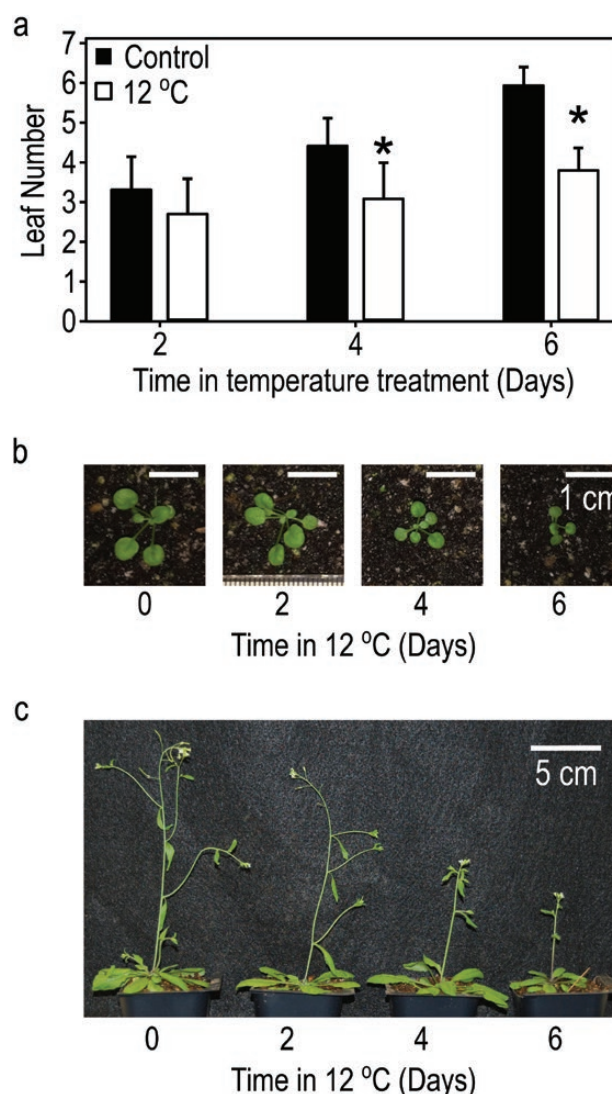 a
7
6
5
4
3
2
1
0
Leaf Number
Control
12 °C
*
*
2 4 6
Time in temperature treatment (Days)
b
1 cm
0 2 4 6
Time in 12 °C (Days)
c
5 cm
0 2 4 6
Time in 12 °C (Days)